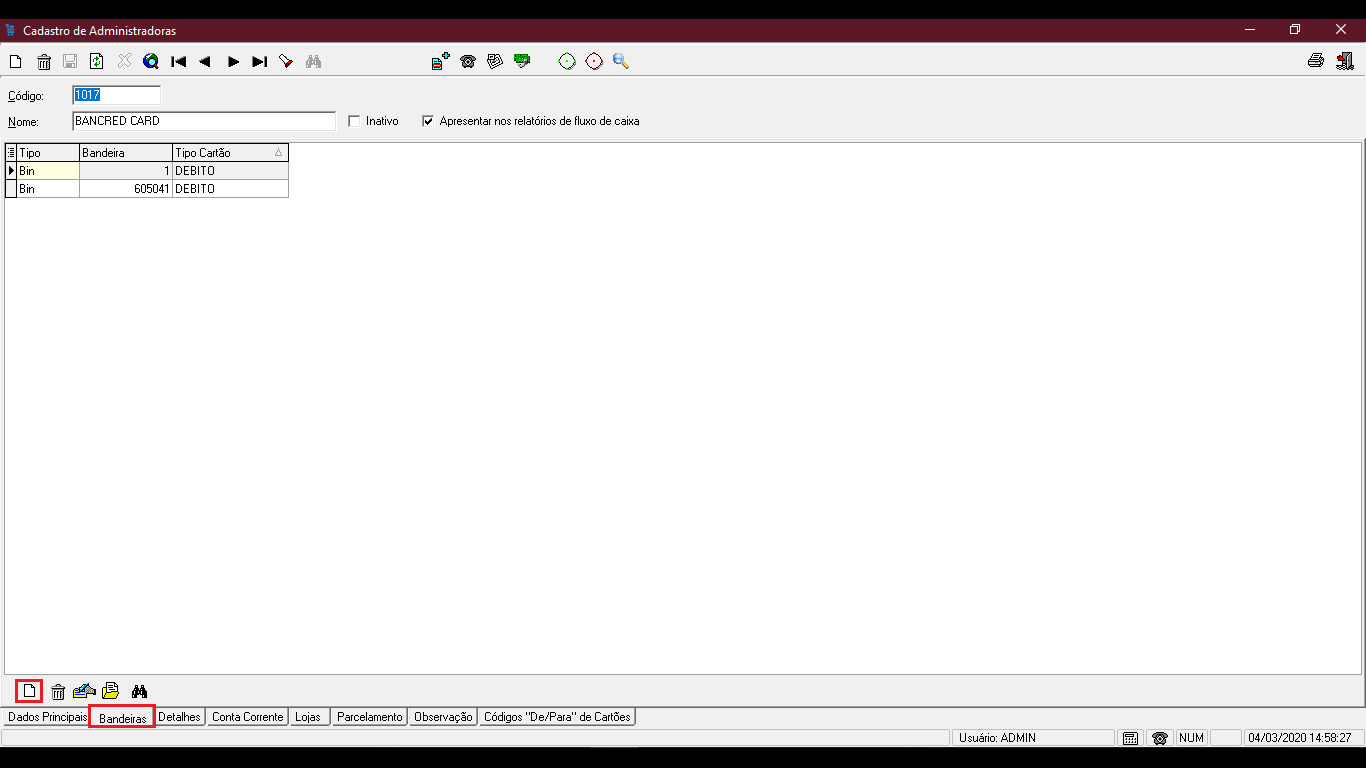 Cadastro de Administradoras
Código: 1017
Nome: BANCRED CARD Inativo Apresentar nos relatórios de fluxo de caixa
Tipo Bandeira Tipo Cartão
Bin 1 DEBITO
Bin 605041 DEBITO
Dados Principais Bandeiras Detalhes Conta Corrente Lojas Parcelamento Observação Códigos "De/Para" de Cartões
Usuário: ADMIN NUM 04/03/2020 14:58:27